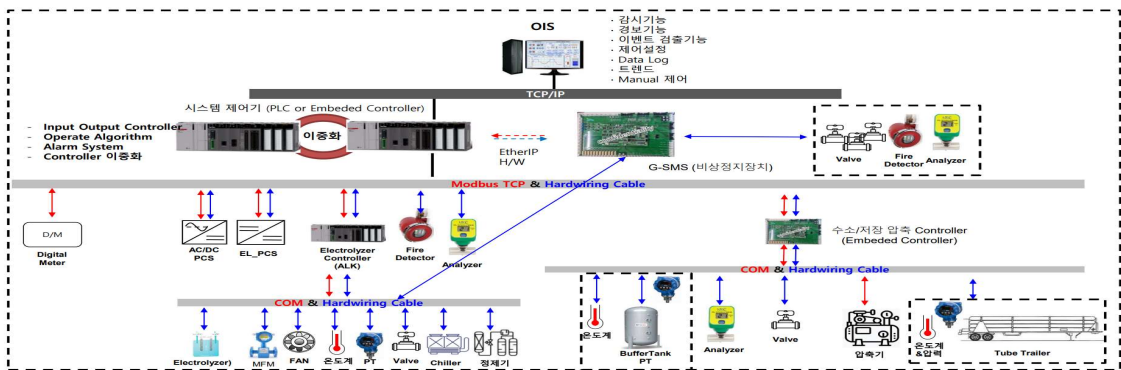 OIS
· 감시기능
· 경보기능
· 이벤트 검출기능
· 제어설정
· Data Log
· 트렌드
· Manual 제어
TCP/IP
시스템 제어기 (PLC or Embeded Controller)
- Input Output Controller
- Operate Algorithm
- Alarm System
- Controller 이중화
이중화
EtherIP
H/W
G-SMS (비상정지장치)
Valve
Fire
Detector
Analyzer
Modbus TCP & Hardwiring Cable
D/M
Digital
Meter
AC/DC
PCS
EL_PCS
Electrolyzer
Controller
(ALK)
Fire
Detector
Analyzer
수소/저장 압축 Controller
(Embeded Controller)
COM & Hardwiring Cable
COM & Hardwiring Cable
Electrolyzer)
MFM
FAN
온도계
PT
Valve
Chiller
정제기
온도계
BufferTank
PT
Analyzer
Valve
압축기
온도계
&압력
Tube Trailer